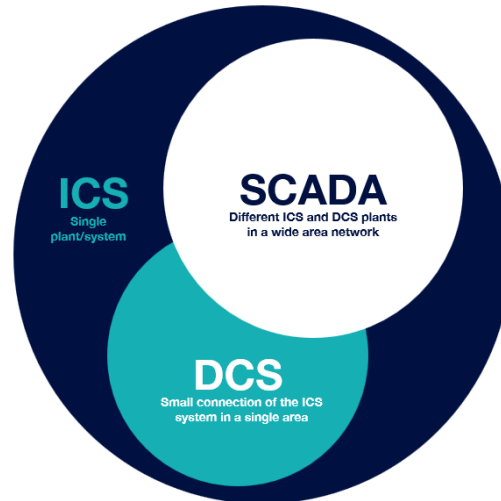 ICS
Single
plant/system
SCADA
Different ICS and DCS plants
in a wide area network
DCS
Small connection of the ICS
system in a single area